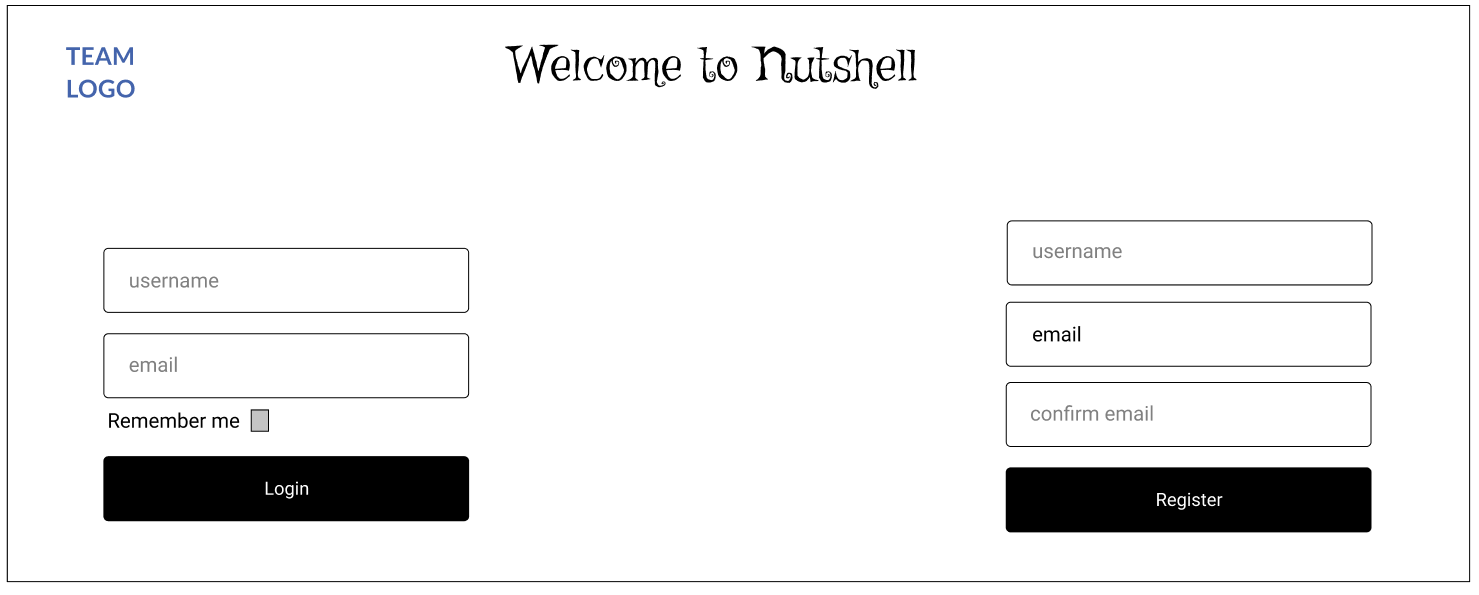 TEAM
LOGO
Welcome to Nutshell
username
email
Remember me
Login
username
email
confirm email
Register